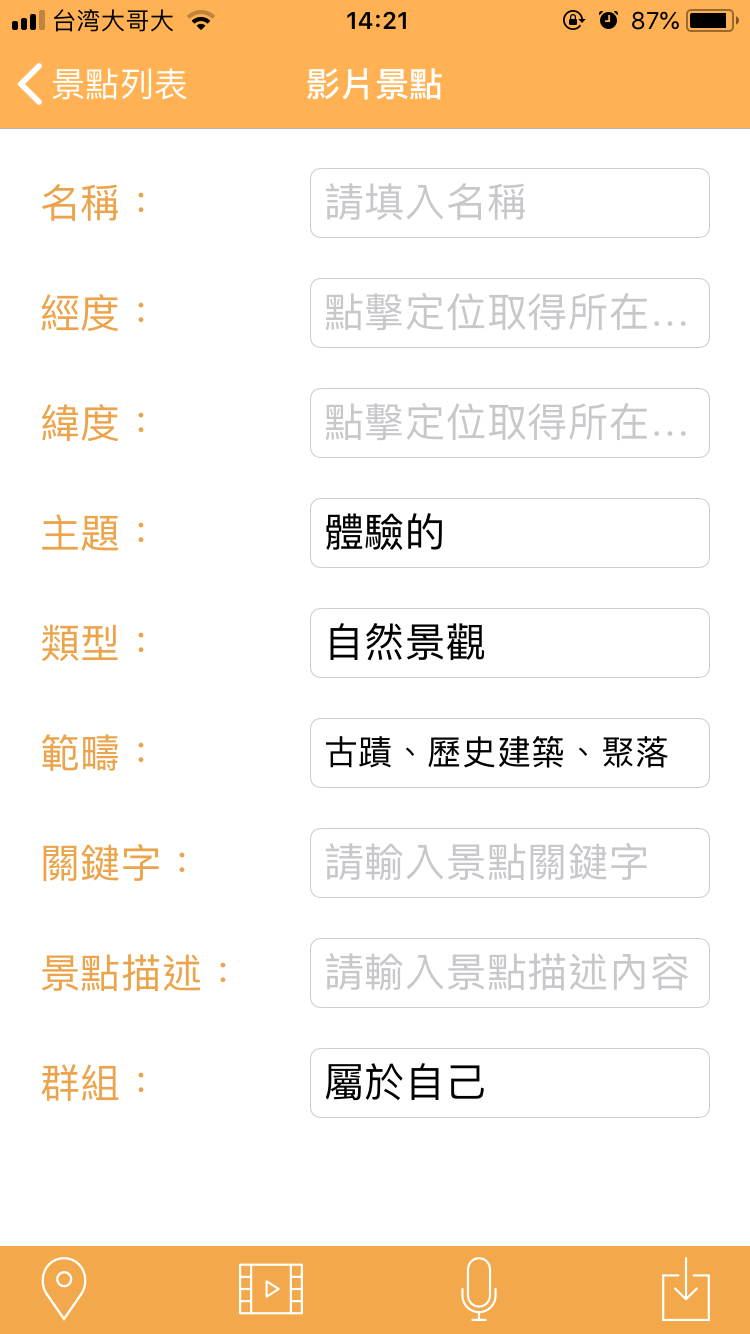 台湾大哥大 14:21 87%
景點列表 影片景點
名稱： 請填入名稱
經度： 點擊定位取得所在...
緯度： 點擊定位取得所在...
主題： 體驗的
類型： 自然景觀
範疇： 古蹟、歷史建築、聚落
關鍵字： 請輸入景點關鍵字
景點描述： 請輸入景點描述內容
群組： 屬於自己